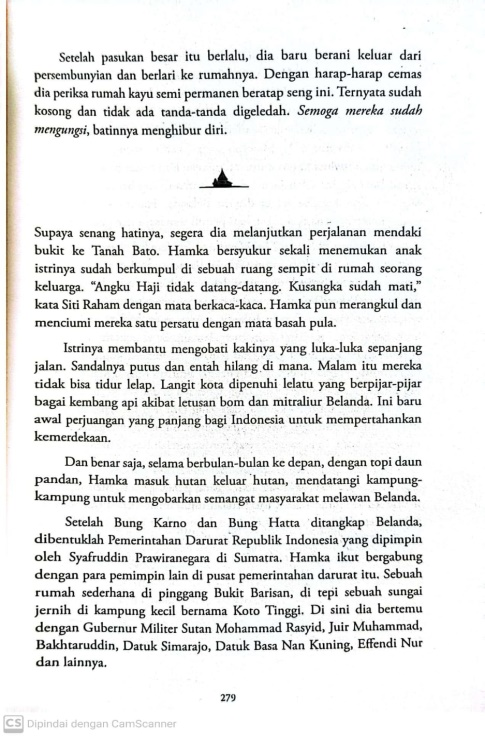 Setelah pasukan besar itu berlalu, dia baru berani keluar dari
persembunyian dan berlari ke rumahnya. Dengan harap-harap cemas
dia periksa rumah kayu semi permanen beratap seng ini. Ternyata sudah
kosong dan tidak ada tanda-tanda digeledah. Semoga mereka sudah
mengungsi, batinnya menghibur diri.
Supaya senang hatinya, segera dia melanjutkan perjalanan mendaki
bukit ke Tanah Bato. Hamka bersyukur sekali menemukan anak
istrinya sudah berkumpul di sebuah ruang sempit di rumah seorang
keluarga. “Angku Haji tidak datang-datang. Kusangka sudah mati,”
kata Siti Raham dengan mata berkaca-kaca. Hamka pun merangkul dan
menciumi mereka satu persatu dengan mata basah pula.
Istrinya membantu mengobati kakinya yang luka-luka sepanjang
jalan. Sandalnya putus dan entah hilang di mana. Malam itu mereka
tidak bisa tidur lelap. Langit kota dipenuhi lelatu yang berpijar-pijar
bagai kembang api akibat letusan bom dan mitraliur Belanda. Ini baru
awal perjuangan yang panjang bagi Indonesia untuk mempertahankan
kemerdekaan.
Dan benar saja, selama berbulan-bulan ke depan, dengan topi daun
pandan, Hamka masuk hutan keluar hutan, mendatangi kampung-
kampung untuk mengobarkan semangat masyarakat melawan Belanda.
Setelah Bung Karno dan Bung Hatta ditangkap Belanda,
dibentuklah Pemerintahan Darurat Republik Indonesia yang dipimpin
oleh Syafruddin Prawiranegara di Sumatra. Hamka ikut bergabung
dengan para pemimpin lain di pusat pemerintahan darurat itu. Sebuah
rumah sederhana di pinggang Bukit Barisan, di tepi sebuah sungai
jernih di kampung kecil bernama Koto Tinggi. Di sini dia bertemu
dengan Gubernur Militer Sutan Mohammad Rasyid, Juir Muhammad,
Bakhtaruddin, Datuk Simarajo, Datuk Basa Nan Kuning, Effendi Nur
dan lainnya.
279
CS Dipindai dengan CamScanner